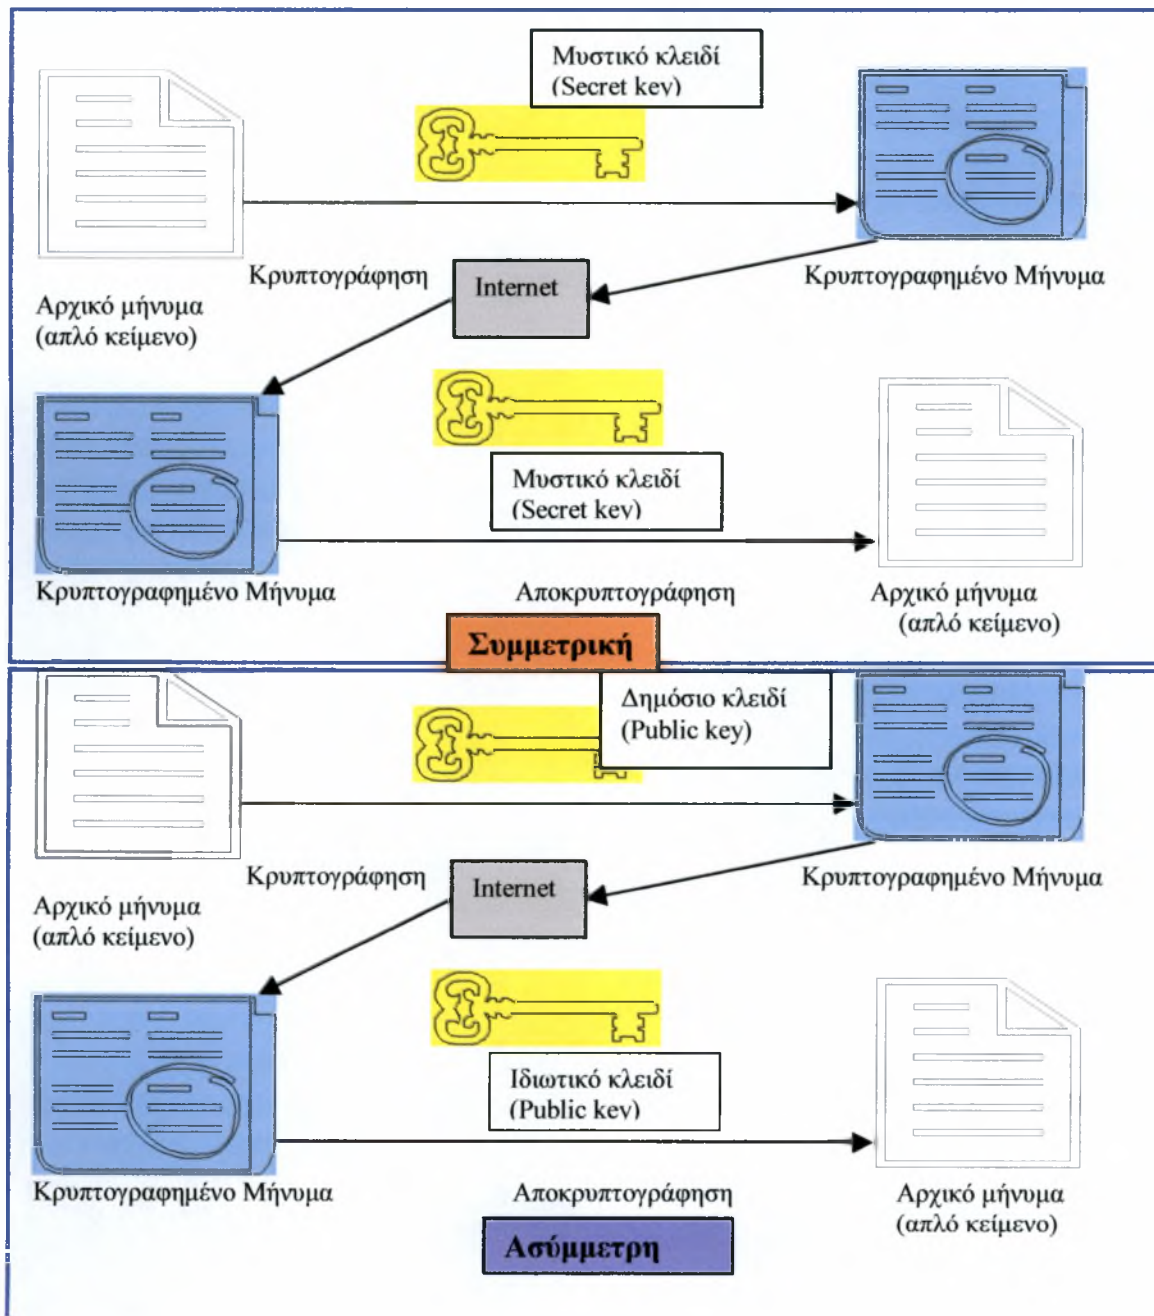 Μυστικό κλειδί
(Secret key)
Κρυπτογράφηση
Internet
Κρυπτογραφημένο Μήνυμα
Αρχικό μήνυμα
(απλό κείμενο)
Μυστικό κλειδί
(Secret key)
Κρυπτογραφημένο Μήνυμα
Αποκρυπτογράφηση
Αρχικό μήνυμα
(απλό κείμενο)
Συμμετρική
Δημόσιο κλειδί
(Public key)
Κρυπτογράφηση
Internet
Κρυπτογραφημένο Μήνυμα
Αρχικό μήνυμα
(απλό κείμενο)
Ιδιωτικό κλειδί
(Public key)
Κρυπτογραφημένο Μήνυμα
Αποκρυπτογράφηση
Αρχικό μήνυμα
(απλό κείμενο)
Ασύμμετρη